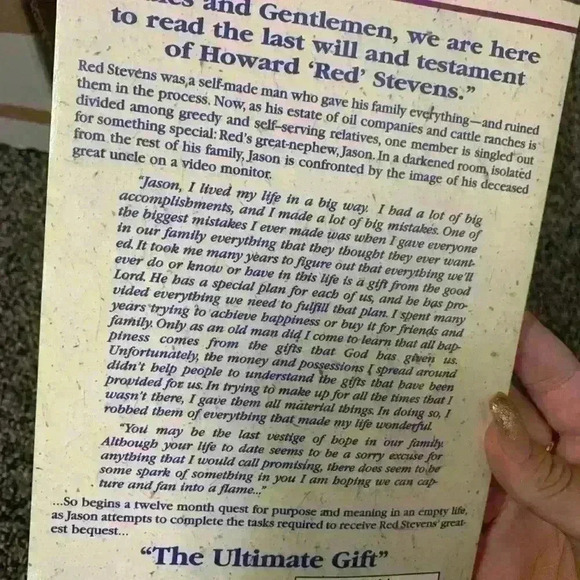 and Gentlemen, we are here
to read the last will and testament
of Howard ‘Red’ Stevens.”
Red Stevens was a self-made man who gave his family everything—and ruined
them in the process. Now, as his estate of oil companies and cattle ranches is
divided among greedy and self-serving relatives, one member is singled out
for something special: Red's great-nephew, Jason. In a darkened room, isolated
from the rest of his family, Jason is confronted by the image of his deceased
great uncle on a video monitor.
“Jason, I lived my life in a big way. I had a lot of big
accomplishments, and I made a lot of big mistakes. One of
the biggest mistakes I ever made was when I gave everyone
in our family everything that they thought they ever want-
ed. It took me many years to figure out that everything we'll
ever do or know or have in this life is a gift from the good
Lord. He has a special plan for each of us, and he has pro-
vided everything we need to fulfill that plan. I spent many
years trying to achieve happiness or buy it for friends and
family. Only as an old man did I come to learn that all hap-
piness comes from the gifts that God has given us.
Unfortunately, the money and possessions I spread around
didn't help people to understand the gifts that have been
provided for us. In trying to make up for all the times that I
wasn't there, I gave them all material things. In doing so, I
robbed them of everything that made my life wonderful.
“You may be the last vestige of hope in our family.
Although your life to date seems to be a sorry excuse for
anything that I would call promising, there does seem to be
some spark of something in you I am hoping we can cap-
ture and fan into a flame...”
...So begins a twelve month quest for purpose and meaning in an empty life,
as Jason attempts to complete the tasks required to receive Red Stevens' great-
est bequest...
“The Ultimate Gift”